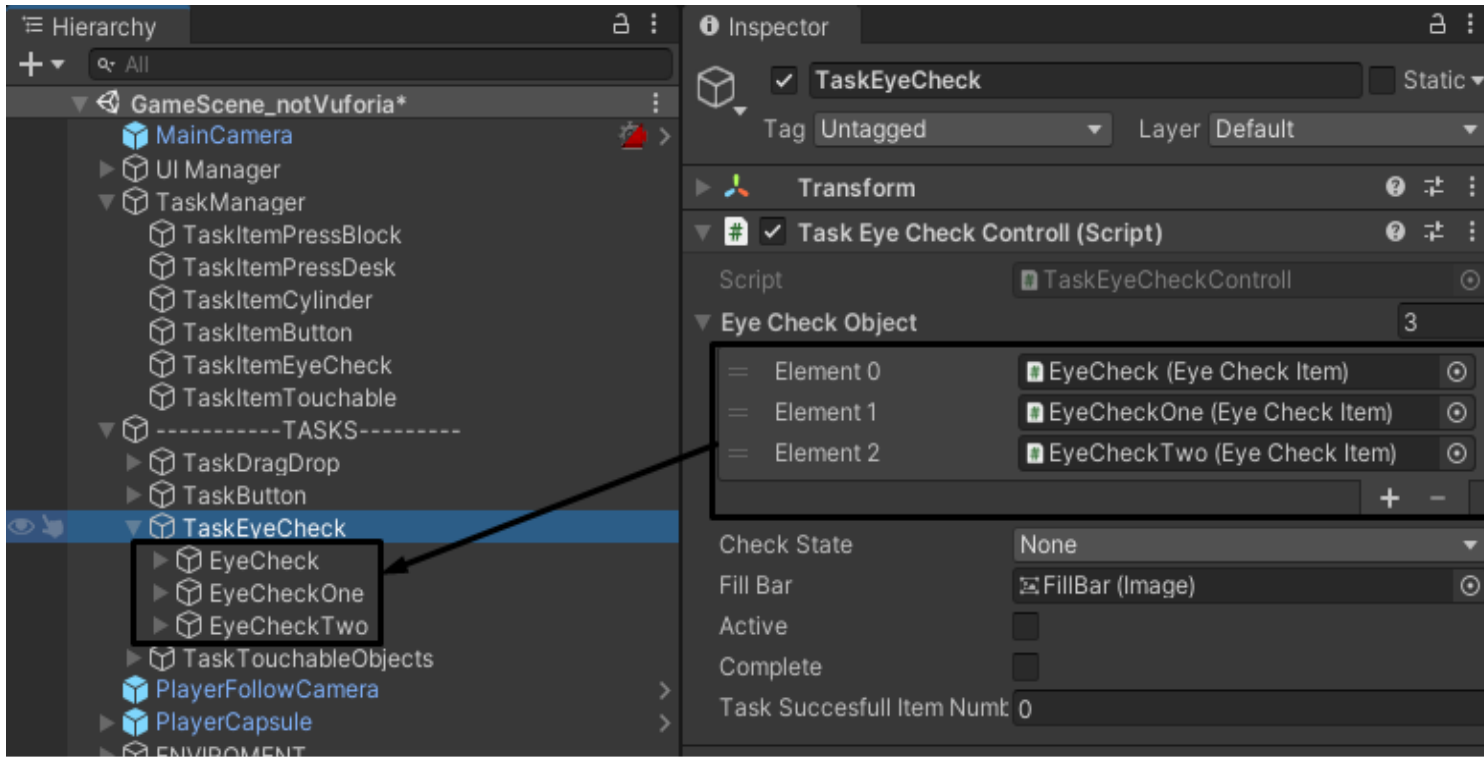 Hierarchy
All
GameScene_notVuforia*
MainCamera
UI Manager
TaskManager
TaskItemPressBlock
TaskItemPressDesk
TaskItemCylinder
TaskItemButton
TaskItemEyeCheck
TaskItemTouchable
-----------TASKS---------
TaskDragDrop
TaskButton
TaskEyeCheck
EyeCheck
EyeCheckOne
EyeCheckTwo
TaskTouchableObjects
PlayerFollowCamera
PlayerCapsule
ENVIROMENT
Inspector
TaskEyeCheck Static
Tag Untagged Layer Default
Transform
# Task Eye Check Controll (Script)
Script TaskEyeCheckControll
Eye Check Object 3
Element 0 EyeCheck (Eye Check Item)
Element 1 EyeCheckOne (Eye Check Item)
Element 2 EyeCheckTwo (Eye Check Item)
+ −
Check State None
Fill Bar FillBar (Image)
Active
Complete
Task Succesfull Item Numb 0